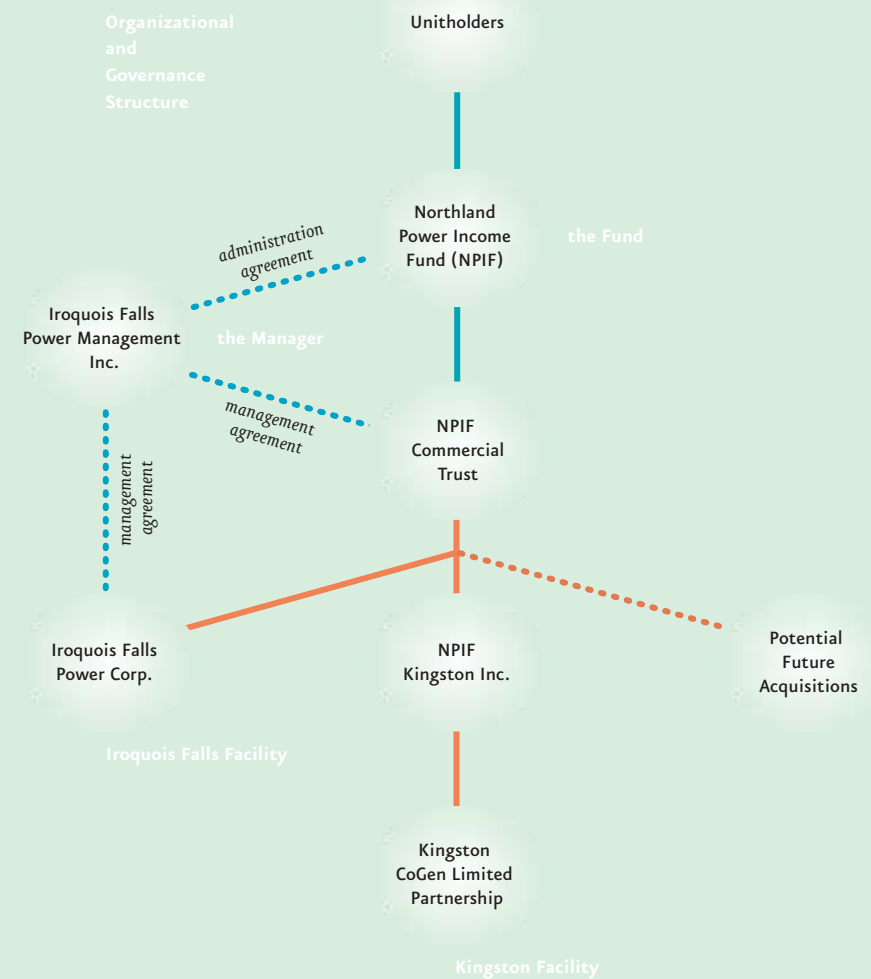 Organizational
and
Governance
Structure
Unitholders
Northland
Power Income
Fund (NPIF)
the Fund
administration
agreement
Iroquois Falls
Power Management
Inc.
the Manager
management
agreement
NPIF
Commercial
Trust
management
agreement
Iroquois Falls
Power Corp.
NPIF
Kingston Inc.
Potential
Future
Acquisitions
Iroquois Falls Facility
Kingston
CoGen Limited
Partnership
Kingston Facility